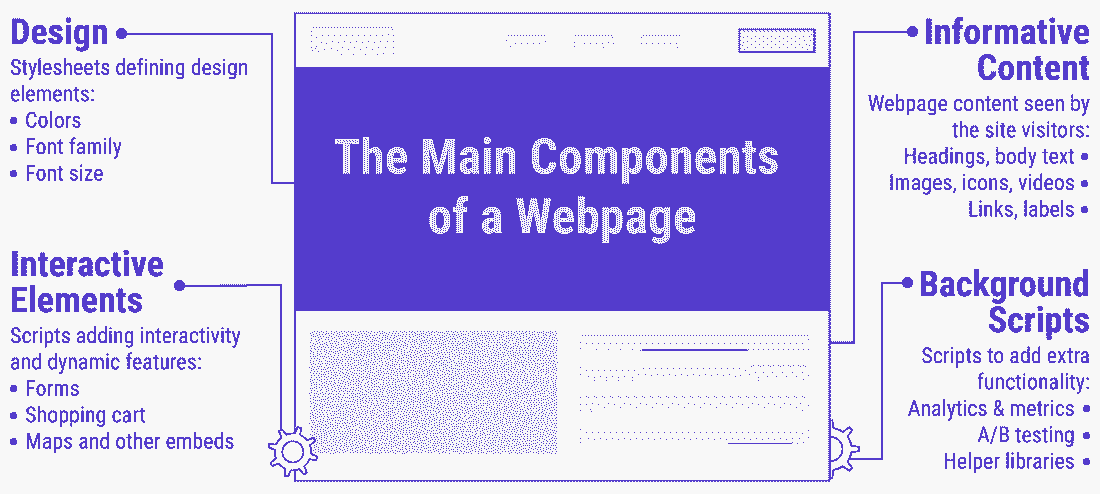 Design
Stylesheets defining design
elements:
• Colors
• Font family
• Font size
Interactive
Elements
Scripts adding interactivity
and dynamic features:
• Forms
• Shopping cart
• Maps and other embeds
The Main Components
of a Webpage
Informative
Content
Webpage content seen by
the site visitors:
Headings, body text •
Images, icons, videos •
Links, labels •
Background
Scripts
Scripts to add extra
functionality:
Analytics & metrics •
A/B testing •
Helper libraries •